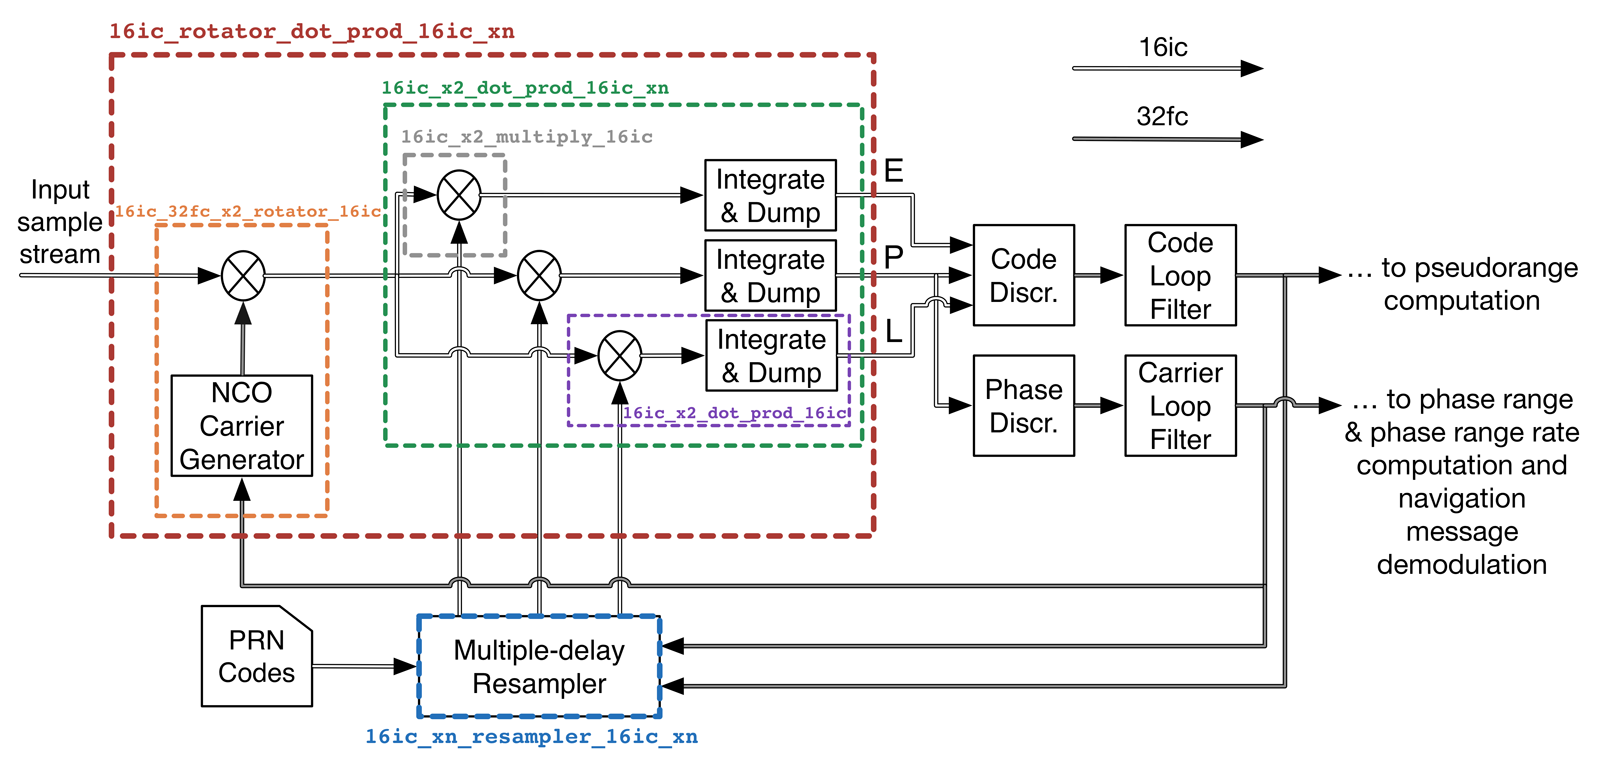 16ic_rotator_dot_prod_16ic_xn
16ic
16ic_x2_dot_prod_16ic_xn
32fc
16ic_x2_multiply_16ic
Input
sample
stream
16ic_32fc_x2_rotator_16ic
Integrate
& Dump
E
Integrate
& Dump
P
Integrate
& Dump
L
16ic_x2_dot_prod_16ic
Code
Discr.
Code
Loop
Filter
... to pseudorange
computation
NCO
Carrier
Generator
Phase
Discr.
Carrier
Loop
Filter
... to phase range
& phase range rate
computation and
navigation
message
demodulation
PRN
Codes
Multiple-delay
Resampler
16ic_xn_resampler_16ic_xn